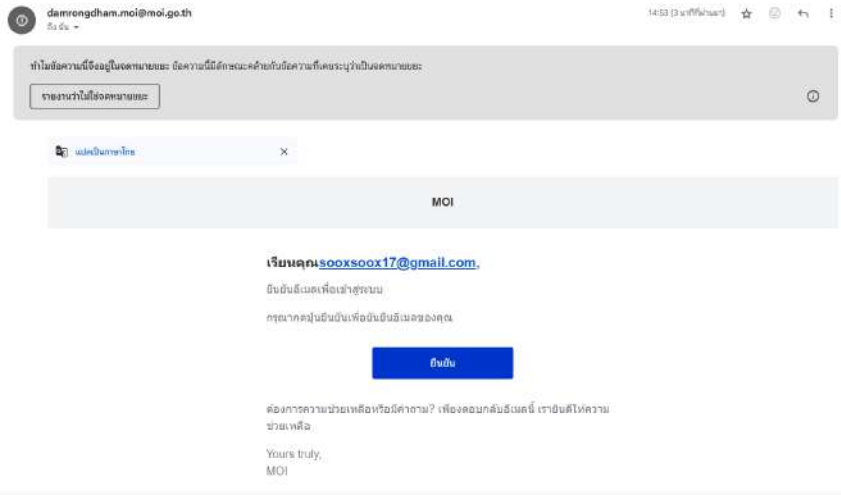 damrongdham.moi@moi.go.th
14:53 (3 นาทีที่ผ่านมา)
ถึง ฉัน
ทำไมข้อความนี้จึงอยู่ในจดหมายขยะ ข้อความนี้มีลักษณะคล้ายกับข้อความที่เคยระบุว่าเป็นจดหมายขยะ
รายงานว่าไม่ใช่จดหมายขยะ
แปลเป็นภาษาไทย
MOI
เรียนคุณsooxsoox17@gmail.com,
ยืนยันอีเมลเพื่อเข้าสู่ระบบ
กรุณากดปุ่มยืนยันเพื่อยืนยันอีเมลของคุณ
ยืนยัน
ต้องการความช่วยเหลือหรือมีคำถาม? เพียงตอบกลับอีเมลนี้ เรายินดีให้ความ
ช่วยเหลือ
Yours truly,
MOI